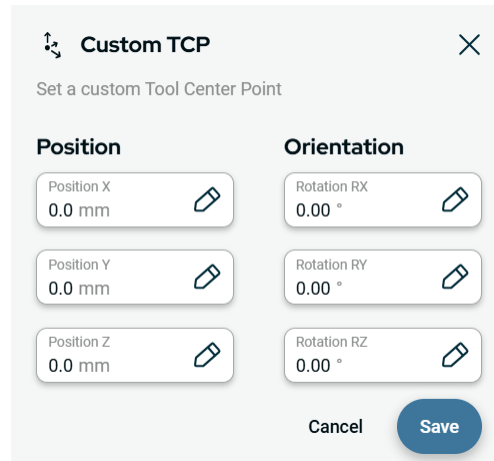 Custom TCP
Set a custom Tool Center Point
Position
Orientation
Position X
0.0 mm
Rotation RX
0.00 °
Position Y
0.0 mm
Rotation RY
0.00 °
Position Z
0.0 mm
Rotation RZ
0.00 °
Cancel
Save